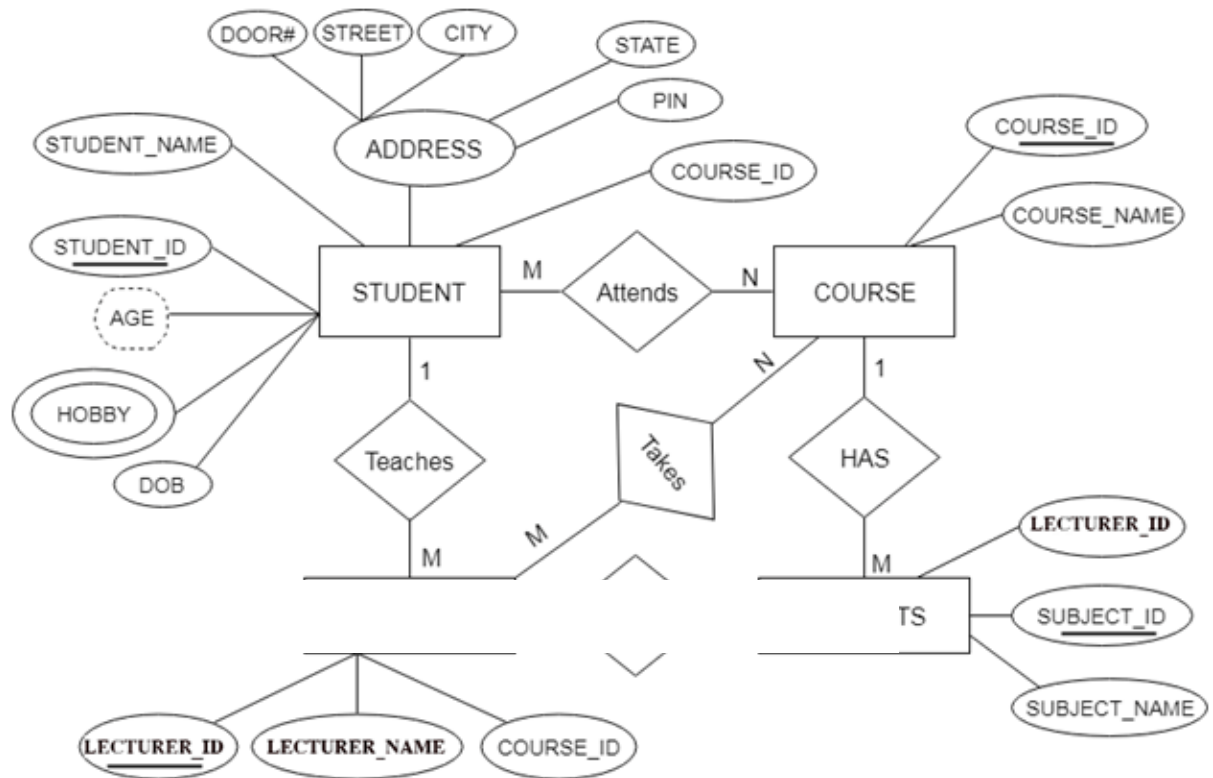 DOOR#
STREET
CITY
STATE
PIN
ADDRESS
STUDENT_NAME
COURSE_ID
COURSE_ID
COURSE_NAME
STUDENT_ID
AGE
HOBBY
DOB
STUDENT
M
Attends
N
COURSE
1
Teaches
M
N
Takes
M
1
HAS
M
LECTURER_ID
TS
SUBJECT_ID
SUBJECT_NAME
LECTURER_ID
LECTURER_NAME
COURSE_ID